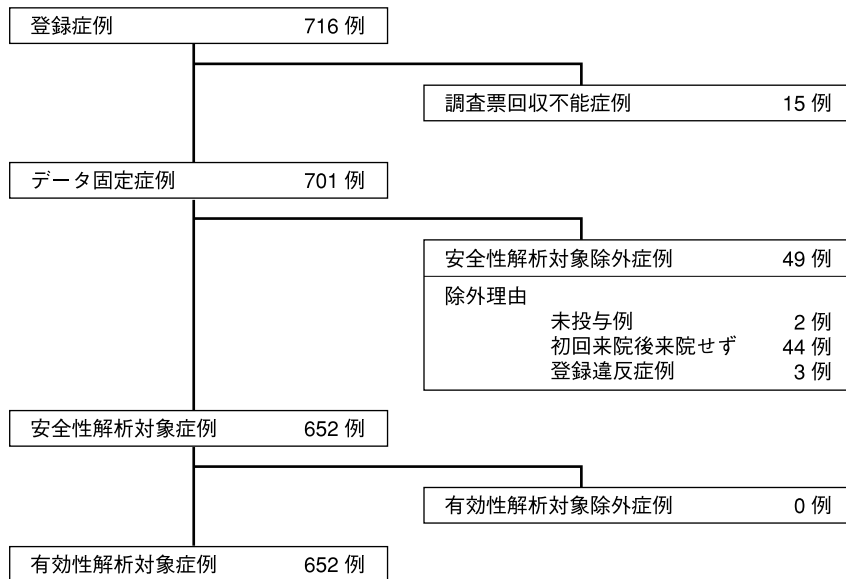 登録症例 716 例
調査票回収不能症例 15 例
データ固定症例 701 例
安全性解析対象除外症例 49 例
除外理由
未投与例 2 例
初回来院後来院せず 44 例
登録違反症例 3 例
安全性解析対象症例 652 例
有効性解析対象除外症例 0 例
有効性解析対象症例 652 例